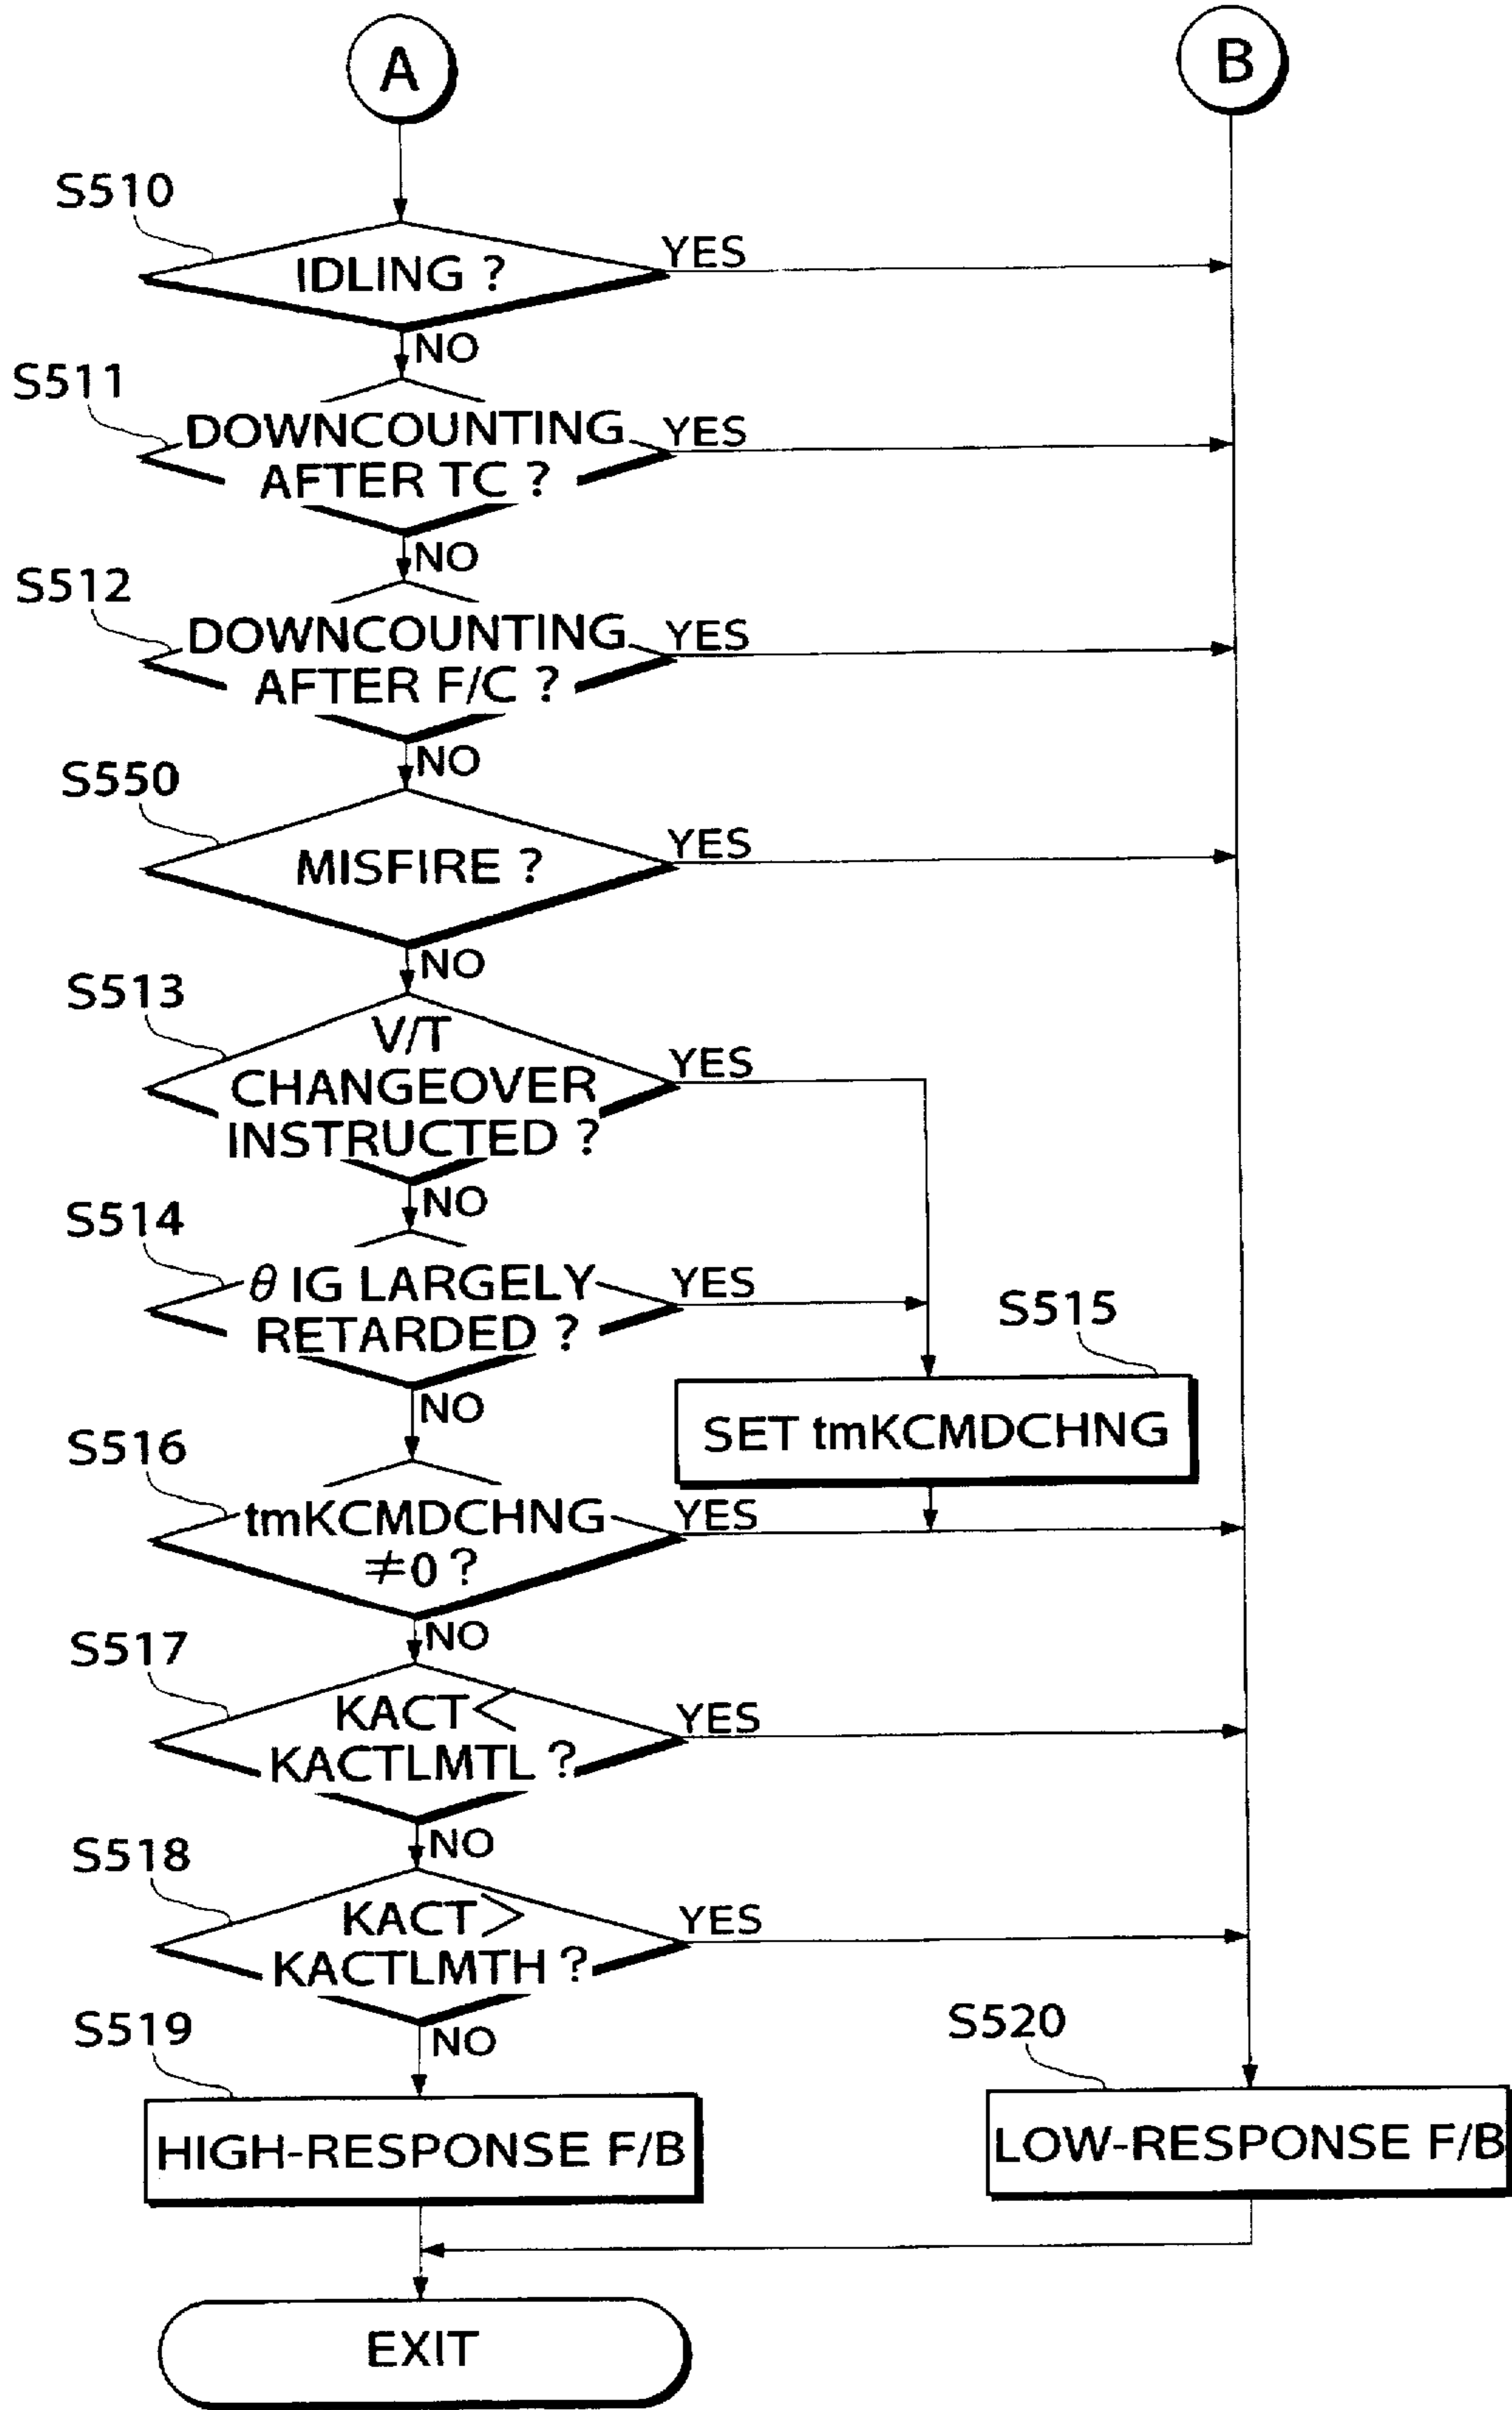 A
B
S510
IDLING ?
YES
NO
S511
DOWNCOUNTING
AFTER TC ?
YES
NO
S512
DOWNCOUNTING
AFTER F/C ?
YES
NO
S550
MISFIRE ?
YES
NO
S513
V/T
CHANGEOVER
INSTRUCTED ?
YES
NO
S514
θ IG LARGELY
RETARDED ?
YES
NO
S515
SET tmKCMDCHNG
S516
tmKCMDCHNG
≠0 ?
YES
NO
S517
KACT<
KACTLMTL ?
YES
NO
S518
KACT>
KACTLMTH ?
YES
NO
S519
HIGH-RESPONSE F/B
S520
LOW-RESPONSE F/B
EXIT